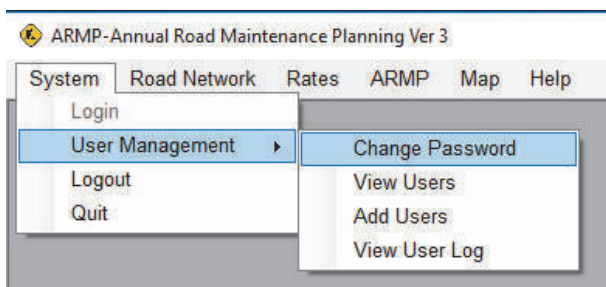 ARMP-Annual Road Maintenance Planning Ver 3
System Road Network Rates ARMP Map Help
Login
User Management
Change Password
Logout
View Users
Quit
Add Users
View User Log